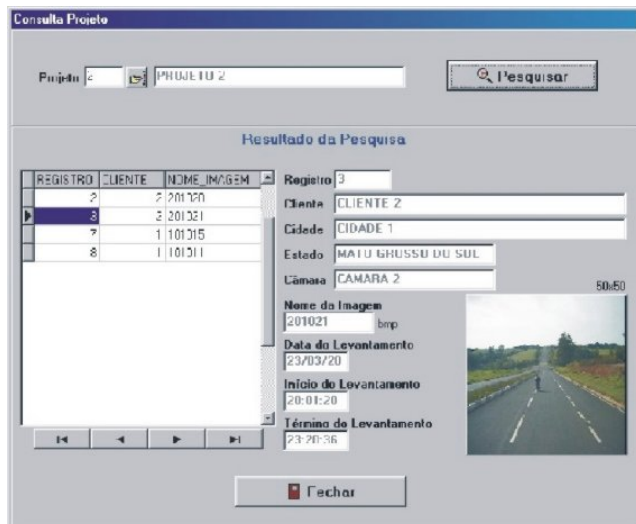 Consulta Projeto
Projeto 2 PROJETO 2 Pesquisar
Resultado da Pesquisa
REGISTRO CLIENTE NOME_IMAGEM
2 2 201020
3 2 201021
7 1 101015
8 1 101011
Registro 3
Cliente CLIENTE 2
Cidade CIDADE 1
Estado MATO GROSSO DO SUL
Câmara CAMARA 2
50x50
Nome da Imagem
201021 bmp
Data do Levantamento
23/03/20
Início do Levantamento
20:01:20
Término do Levantamento
23:20:36
Fechar